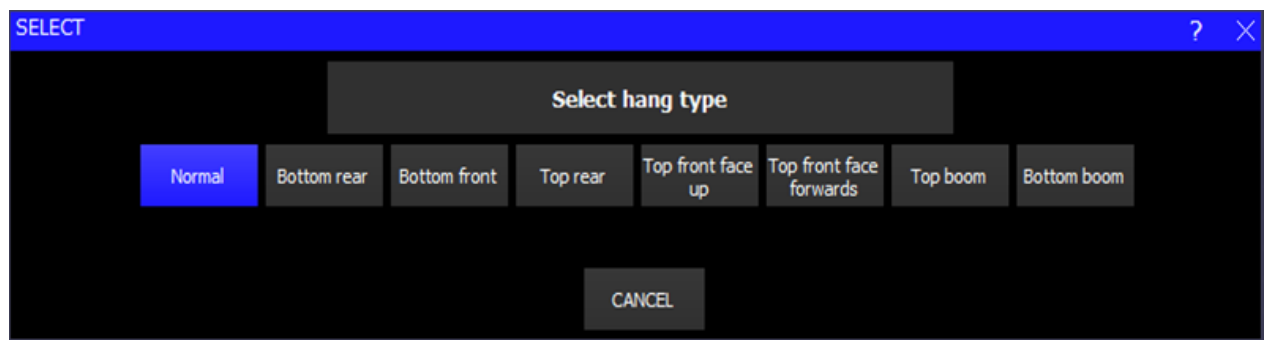 SELECT ?
Select hang type
Normal Bottom rear Bottom front Top rear Top front face up Top front face forwards Top boom Bottom boom
CANCEL